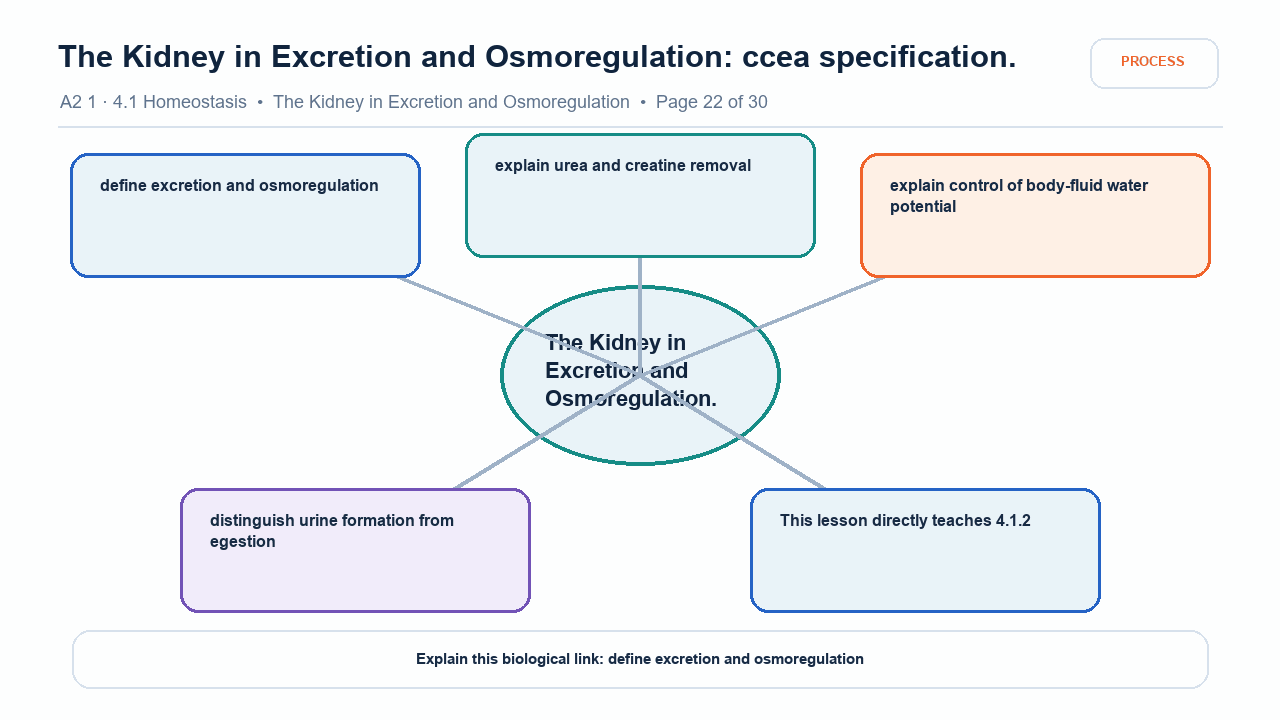 The Kidney in Excretion and Osmoregulation: ccea specification.
PROCESS
A2 1 · 4.1 Homeostasis • The Kidney in Excretion and Osmoregulation • Page 22 of 30
define excretion and osmoregulation
explain urea and creatine removal
explain control of body-fluid water
potential
The Kidney in
Excretion and
Osmoregulation.
distinguish urine formation from
egestion
This lesson directly teaches 4.1.2
Explain this biological link: define excretion and osmoregulation